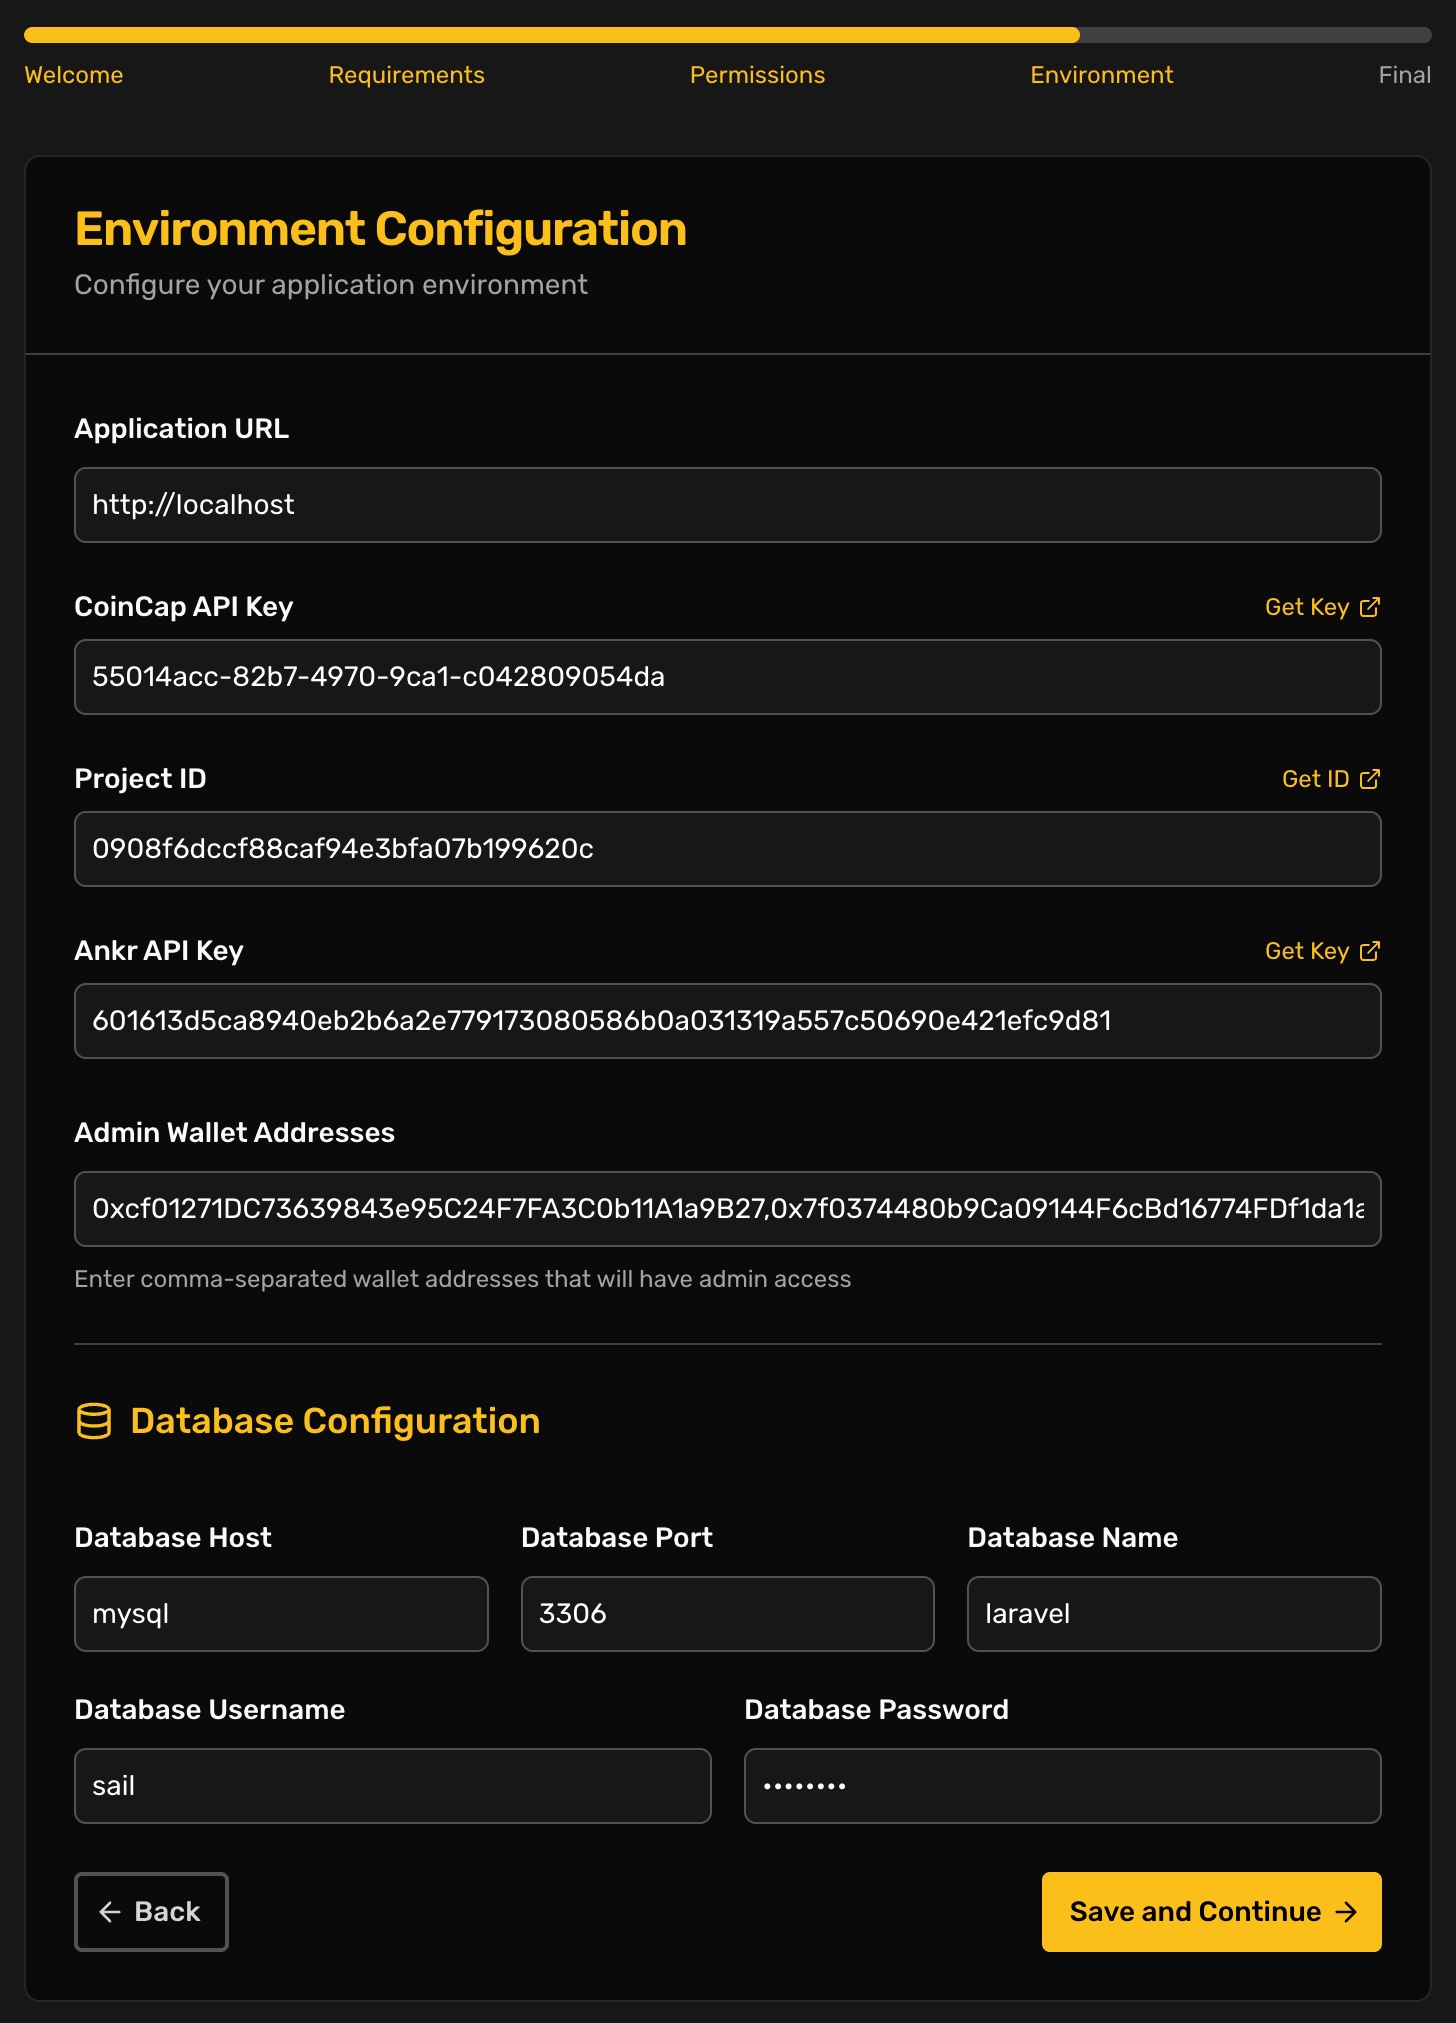 Welcome Requirements Permissions Environment Final
Environment Configuration
Configure your application environment
Application URL
http://localhost
CoinCap API Key Get Key
55014acc-82b7-4970-9ca1-c042809054da
Project ID Get ID
0908f6dccf88caf94e3bfa07b199620c
Ankr API Key Get Key
601613d5ca8940eb2b6a2e779173080586b0a031319a557c50690e421efc9d81
Admin Wallet Addresses
0xcf01271DC73639843e95C24F7FA3C0b11A1a9B27,0x7f0374480b9Ca09144F6cBd16774FDf1da1a
Enter comma-separated wallet addresses that will have admin access
Database Configuration
Database Host Database Port Database Name
mysql 3306 laravel
Database Username Database Password
sail ••••••••
Back Save and Continue